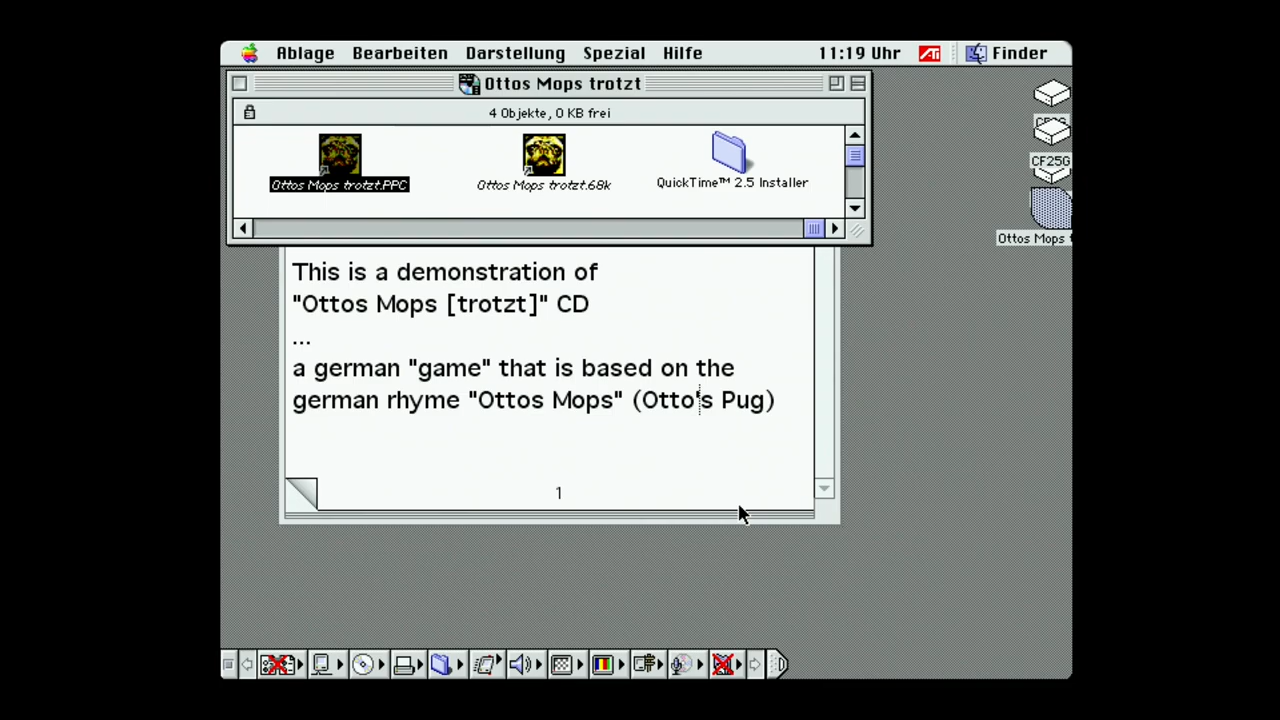 Ablage Bearbeiten Darstellung Spezial Hilfe 11:19 Uhr ATI Finder
Ottos Mops trotzt
4 Objekte, 0 KB frei
Ottos Mops trotzt.PPC Ottos Mops trotzt.68k QuickTime™ 2.5 Installer
CF25G
Ottos Mops t
This is a demonstration of
"Ottos Mops [trotzt]" CD
...
a german "game" that is based on the
german rhyme "Ottos Mops" (Otto's Pug)
1